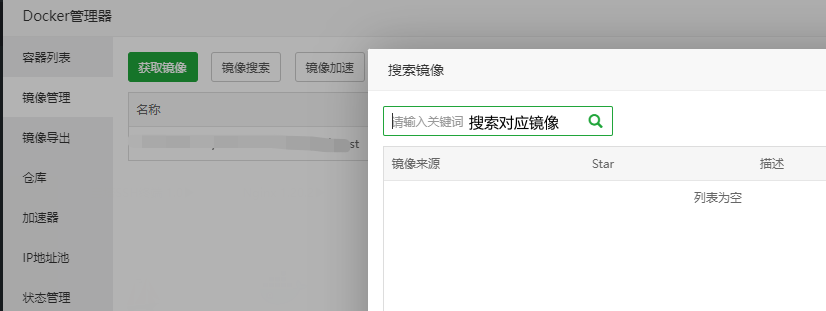 Docker管理器
容器列表
镜像管理
镜像导出
仓库
加速器
IP地址池
状态管理
获取镜像 镜像搜索 镜像加速
名称
st
搜索镜像
请输入关键词 搜索对应镜像
镜像来源 Star 描述
列表为空